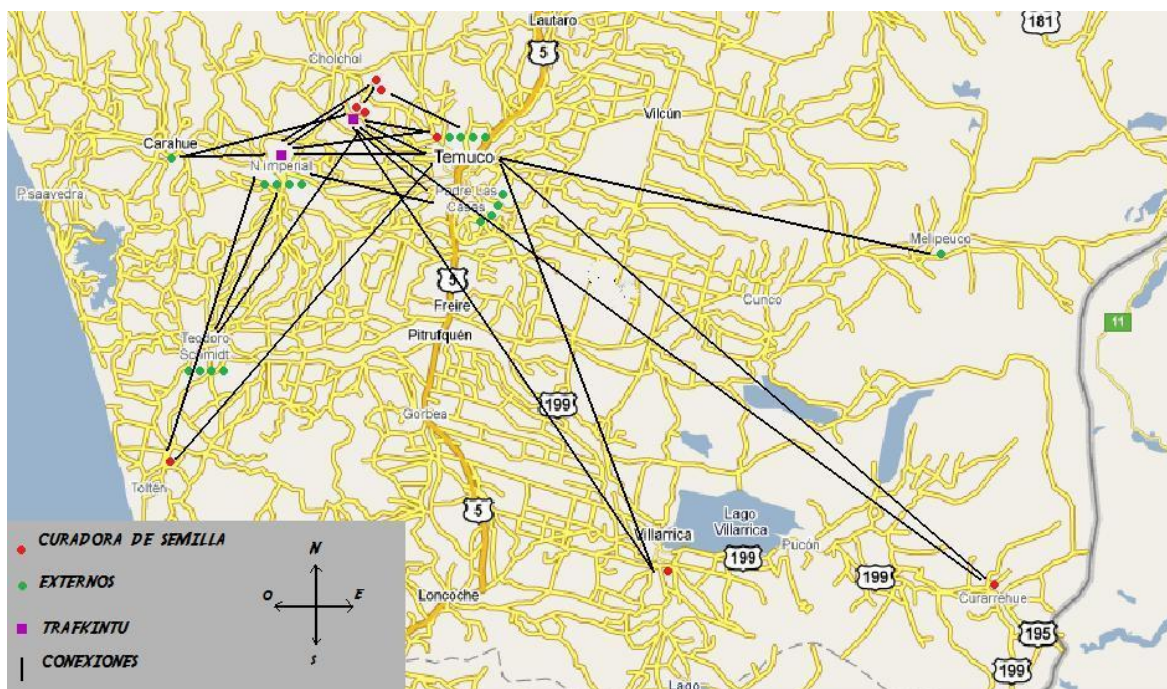 Lautaro
181
5
Cholchol
Vilcún
Carahue
Temuco
N.Imperial
P.saavedra
Padre Las
Casas
Melipeuco
5
Cunco
Freire
11
Teodoro
Schmidt
Pitrufquén
199
Gorbea
Toltén
5
Lago
Villarrica
Villarrica
199
Pucón
199
Curarrehue
Loncoche
195
199
Lago
CURADORA DE SEMILLA
EXTERNOS
TRAFKINTU
CONEXIONES
N
O
E
S